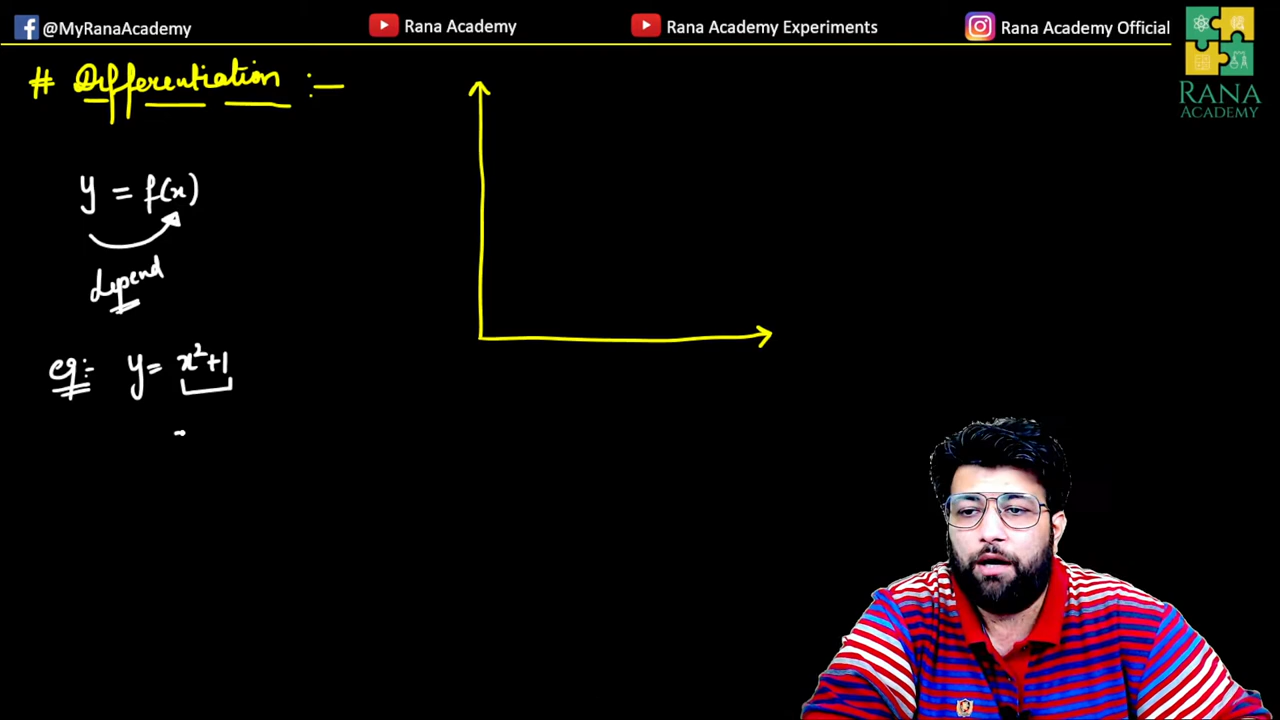 @MyRanaAcademy
Rana Academy
Rana Academy Experiments
Rana Academy Official
RANA
ACADEMY
# Differentiation :-
y = f(x)
depend
eg:- y = x²+1